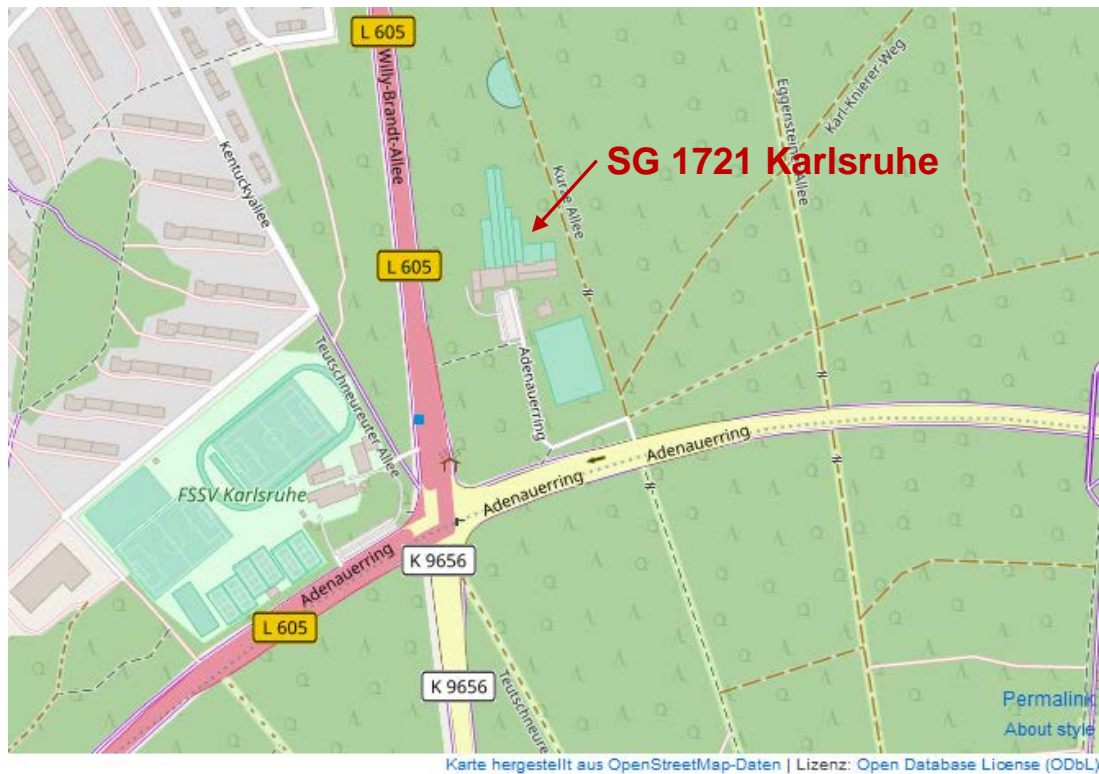 L 605
Willy-Brandt-Allee
Kentuckyallee
Eggensteiner Allee
Karl-Knierer-Weg
SG 1721 Karlsruhe
Kurze Allee
L 605
Teutschneureuter Allee
Adenauerring
Adenauerring
Adenauerring
FSSV Karlsruhe
Adenauerring
K 9656
L 605
K 9656
Teutschneure
Permalink
About style
Karte hergestellt aus OpenStreetMap-Daten | Lizenz: Open Database License (ODbL)